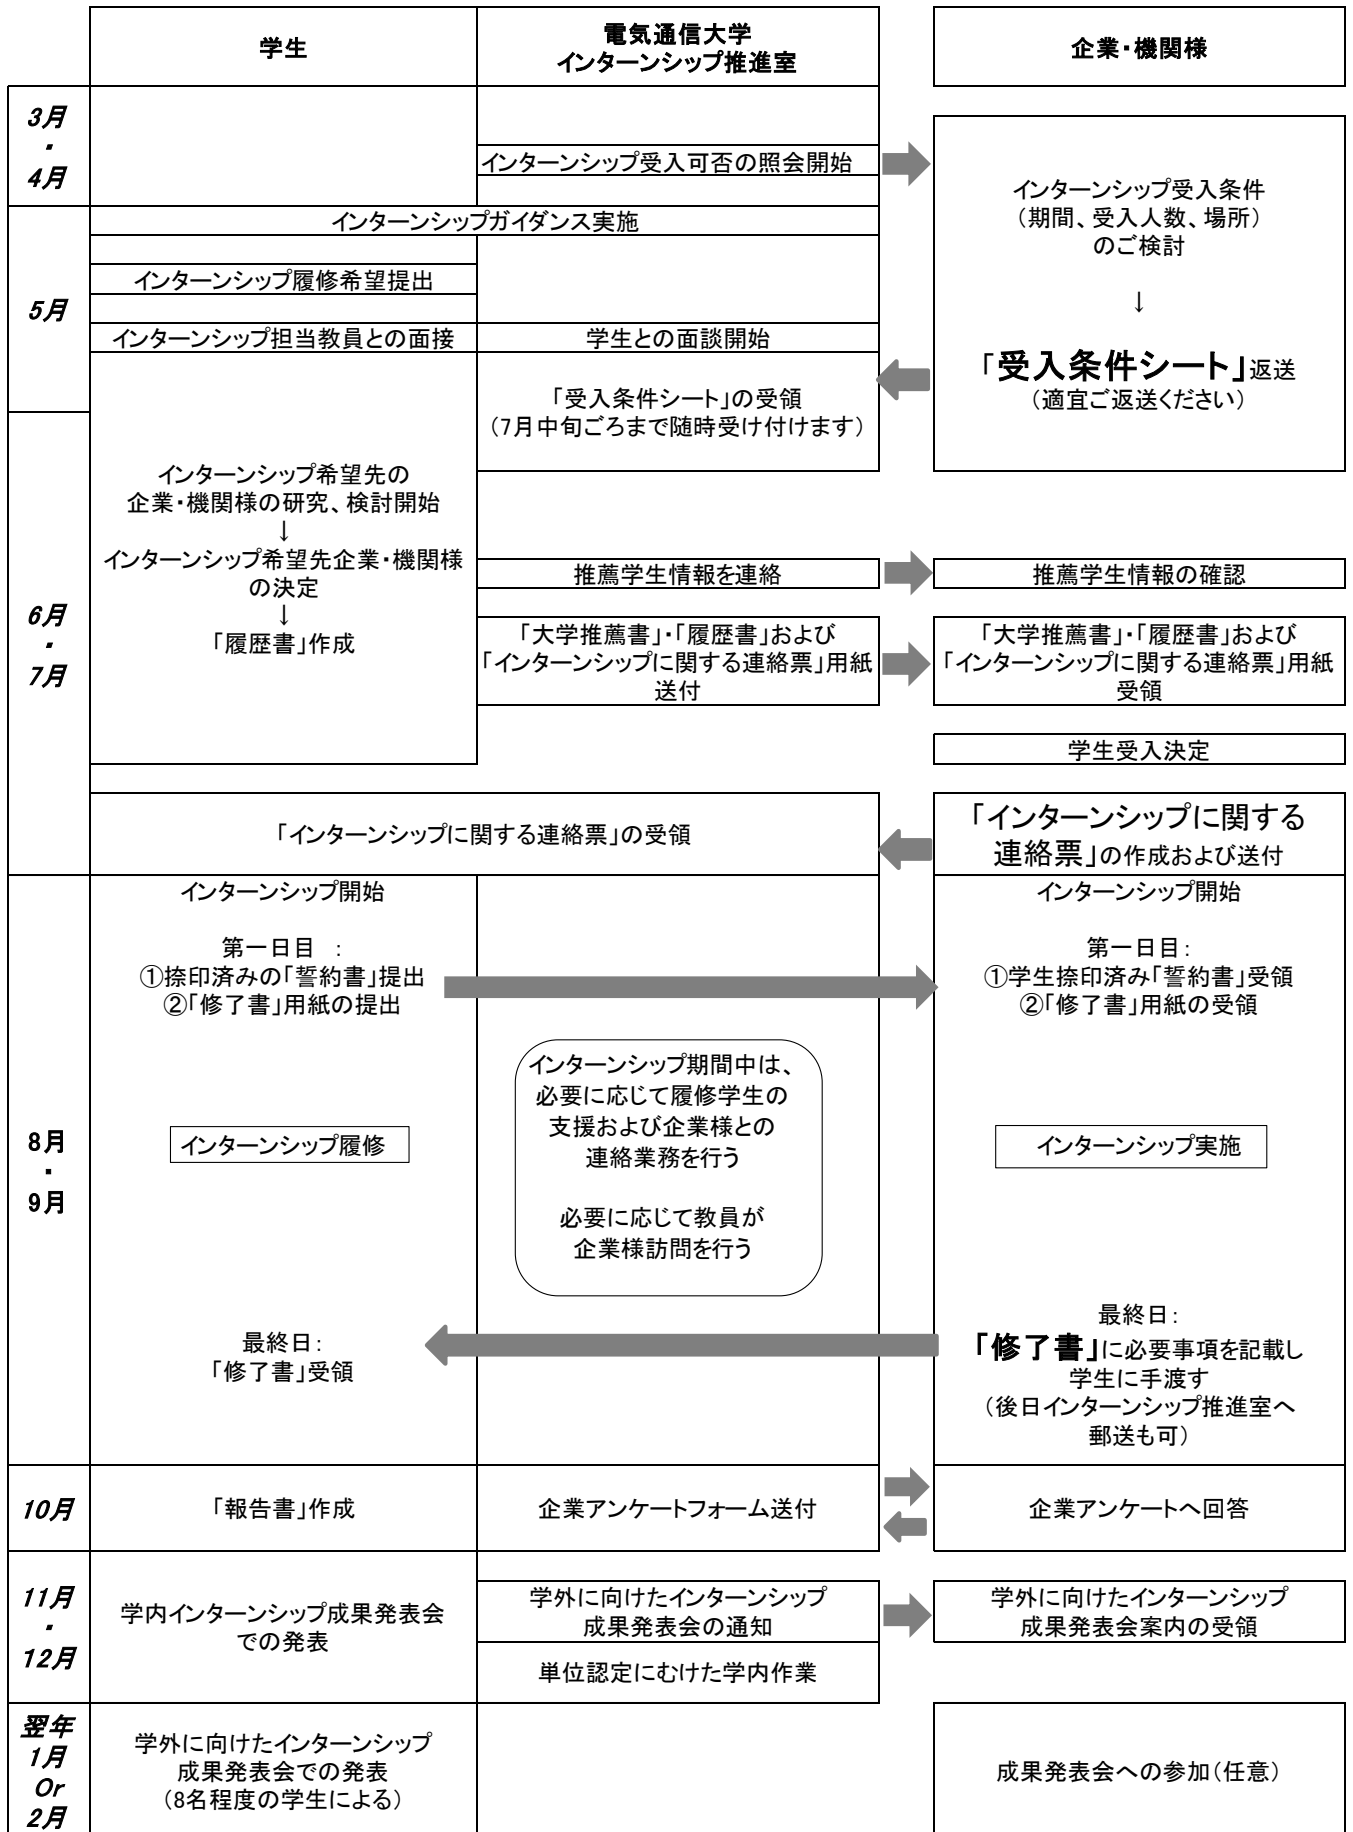 学生
電気通信大学
インターンシップ推進室
企業・機関様
3月
・
4月
インターンシップ受入可否の照会開始
インターンシップ受入条件
（期間、受入人数、場所）
のご検討
↓
「受入条件シート」返送
（適宜ご返送ください）
5月
インターンシップガイダンス実施
インターンシップ履修希望提出
インターンシップ担当教員との面接
学生との面談開始
「受入条件シート」の受領
（7月中旬ごろまで随時受け付けます）
6月
・
7月
インターンシップ希望先の
企業・機関様の研究、検討開始
↓
インターンシップ希望先企業・機関様
の決定
↓
「履歴書」作成
推薦学生情報を連絡
推薦学生情報の確認
「大学推薦書」・「履歴書」および
「インターンシップに関する連絡票」用紙
送付
「大学推薦書」・「履歴書」および
「インターンシップに関する連絡票」用紙
受領
学生受入決定
「インターンシップに関する連絡票」の受領
「インターンシップに関する
連絡票」の作成および送付
8月
・
9月
インターンシップ開始
第一日目 ：
①捺印済みの「誓約書」提出
②「修了書」用紙の提出
インターンシップ履修
最終日：
「修了書」受領
インターンシップ期間中は、
必要に応じて履修学生の
支援および企業様との
連絡業務を行う
必要に応じて教員が
企業様訪問を行う
インターンシップ開始
第一日目：
①学生捺印済み「誓約書」受領
②「修了書」用紙の受領
インターンシップ実施
最終日：
「修了書」に必要事項を記載し
学生に手渡す
（後日インターンシップ推進室へ
郵送も可）
10月
「報告書」作成
企業アンケートフォーム送付
企業アンケートへ回答
11月
・
12月
学内インターンシップ成果発表会
での発表
学外に向けたインターンシップ
成果発表会の通知
単位認定にむけた学内作業
学外に向けたインターンシップ
成果発表会案内の受領
翌年
1月
Or
2月
学外に向けたインターンシップ
成果発表会での発表
（8名程度の学生による）
成果発表会への参加（任意）